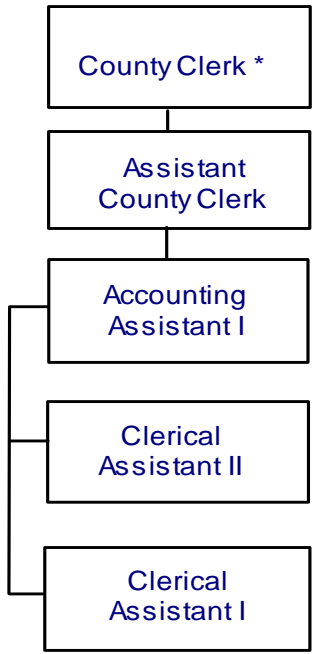 County Clerk *
Assistant
County Clerk
Accounting
Assistant I
Clerical
Assistant II
Clerical
Assistant I